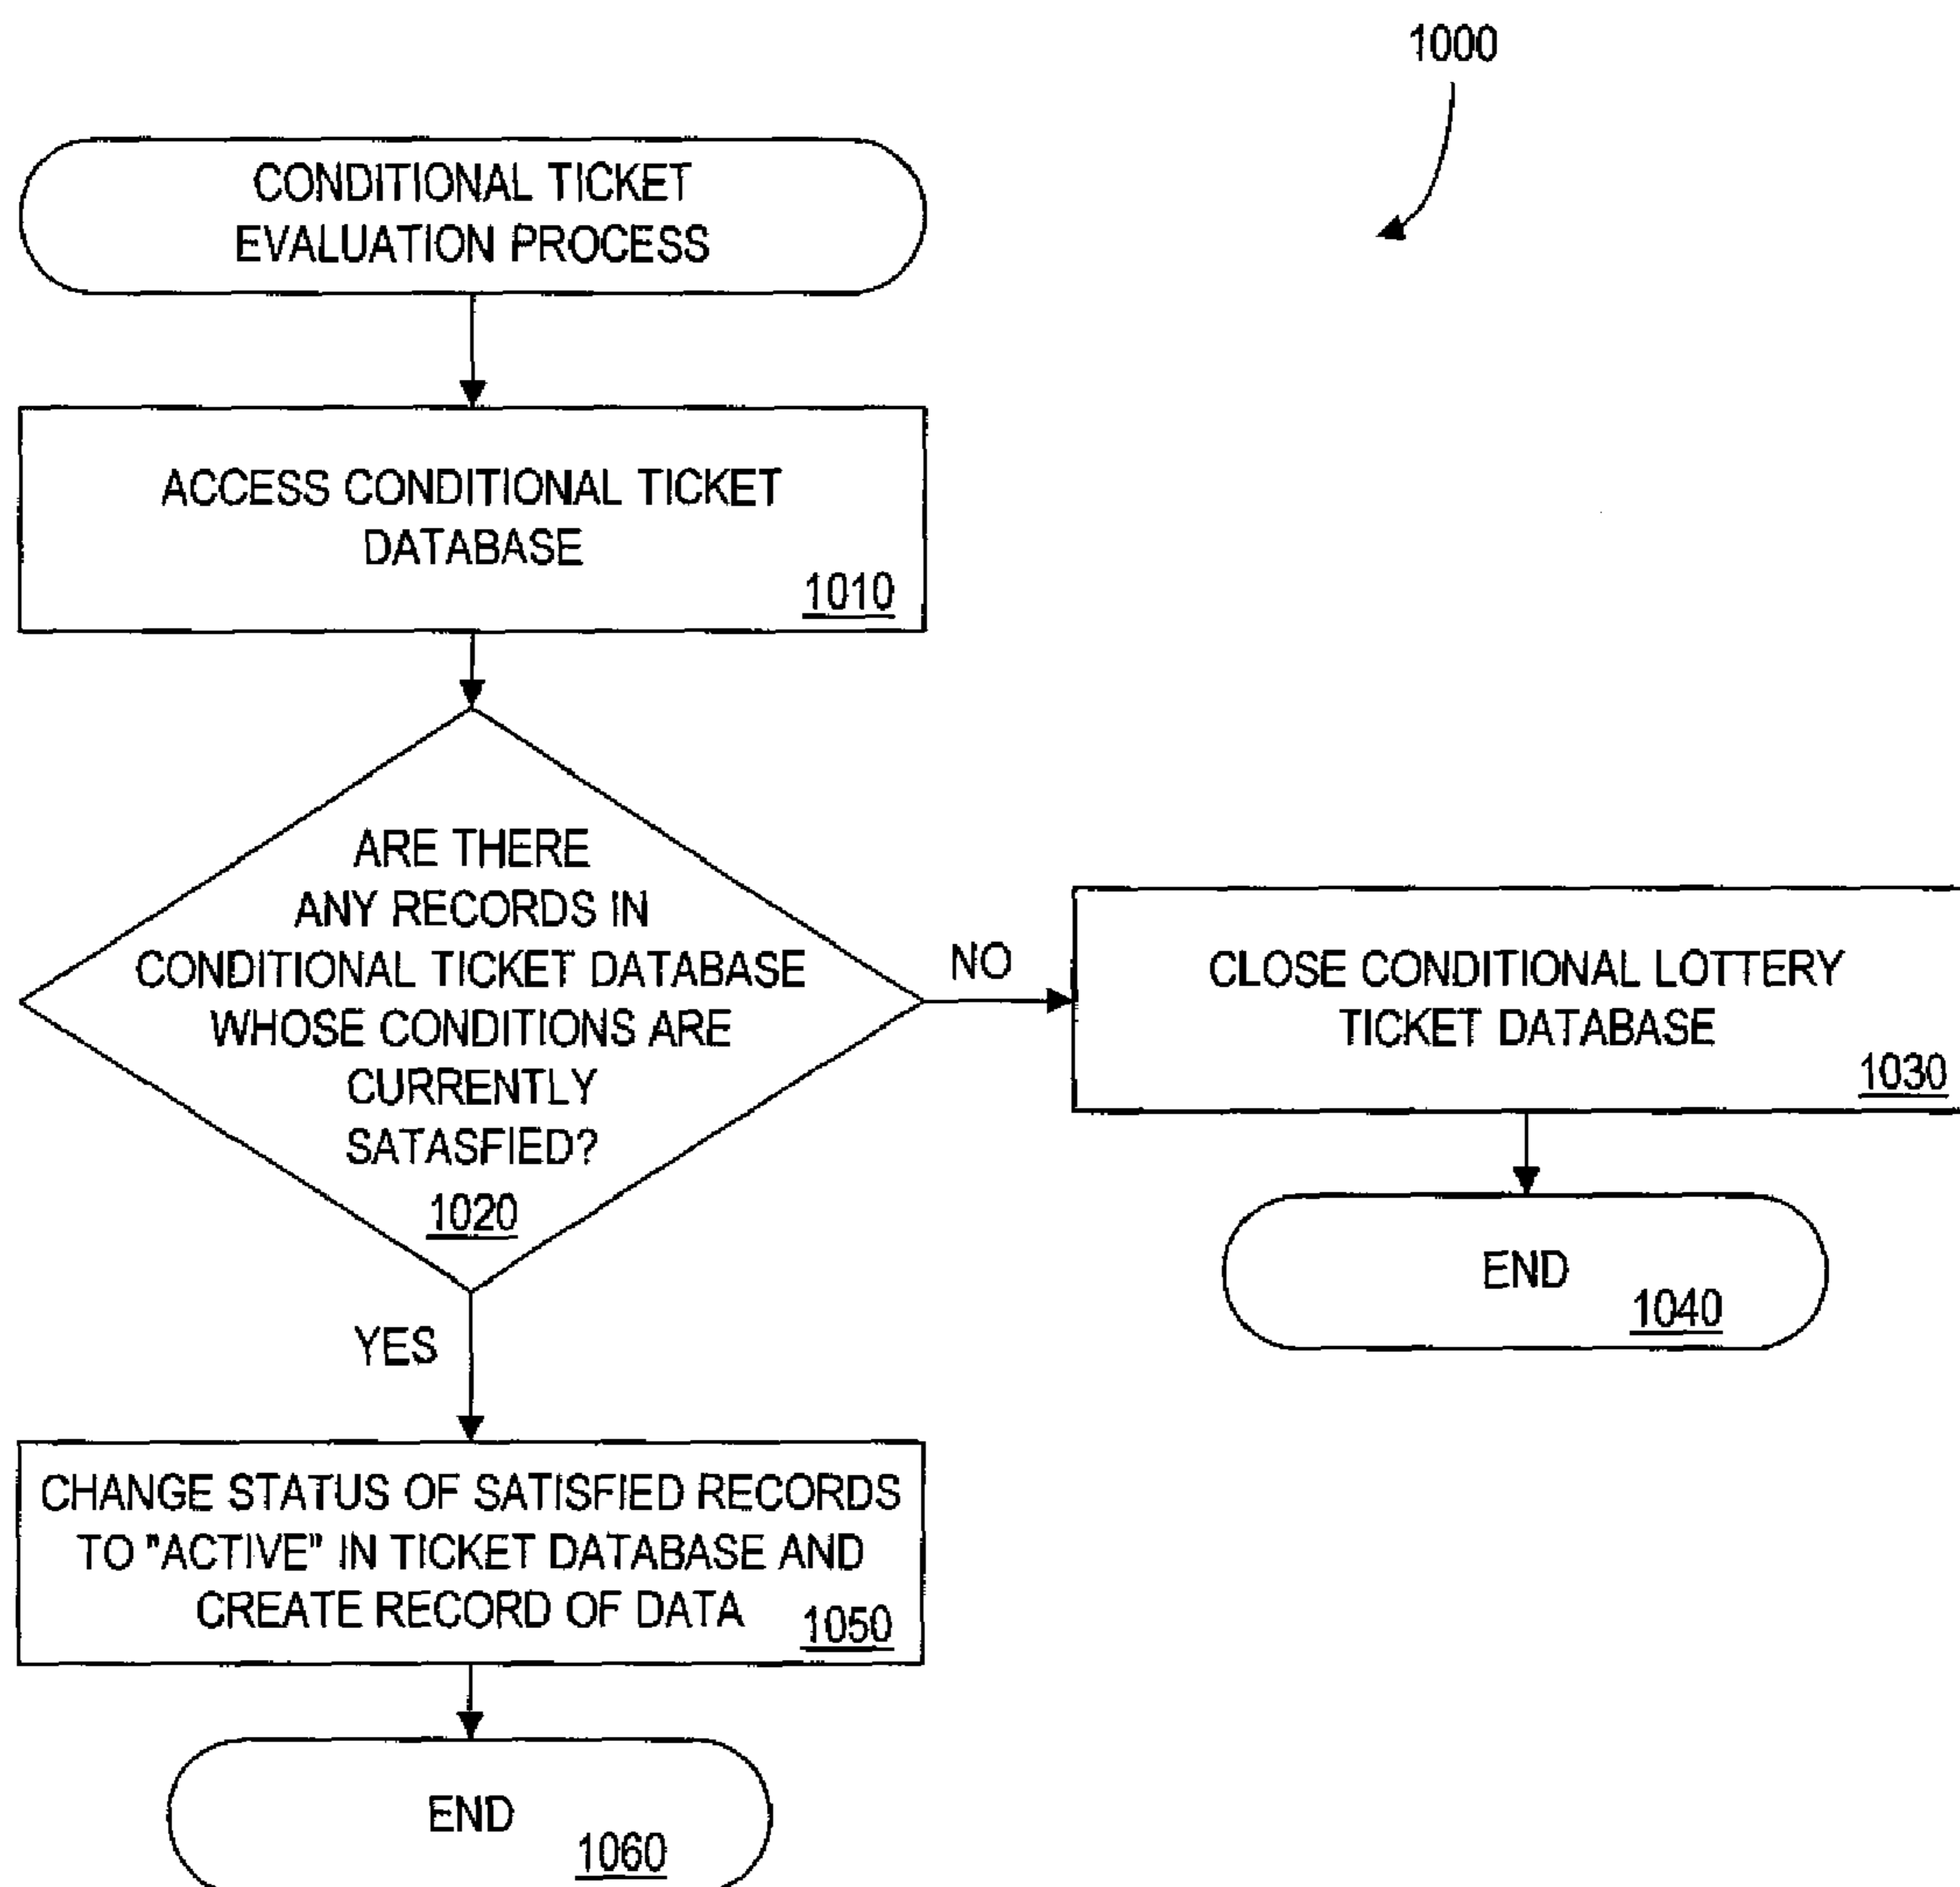 1000
CONDITIONAL TICKET
EVALUATION PROCESS
ACCESS CONDITIONAL TICKET
DATABASE
1010
ARE THERE
ANY RECORDS IN
CONDITIONAL TICKET DATABASE
WHOSE CONDITIONS ARE
CURRENTLY
SATASFIED?
1020
NO
CLOSE CONDITIONAL LOTTERY
TICKET DATABASE
1030
END
1040
YES
CHANGE STATUS OF SATISFIED RECORDS
TO "ACTIVE" IN TICKET DATABASE AND
CREATE RECORD OF DATA
1050
END
1060